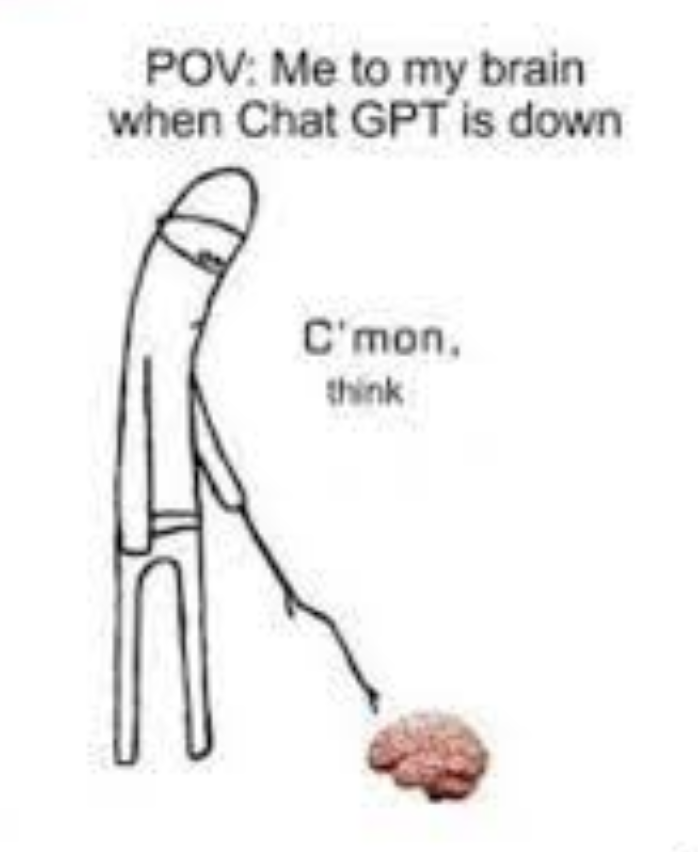 POV: Me to my brain
when Chat GPT is down
C'mon,
think